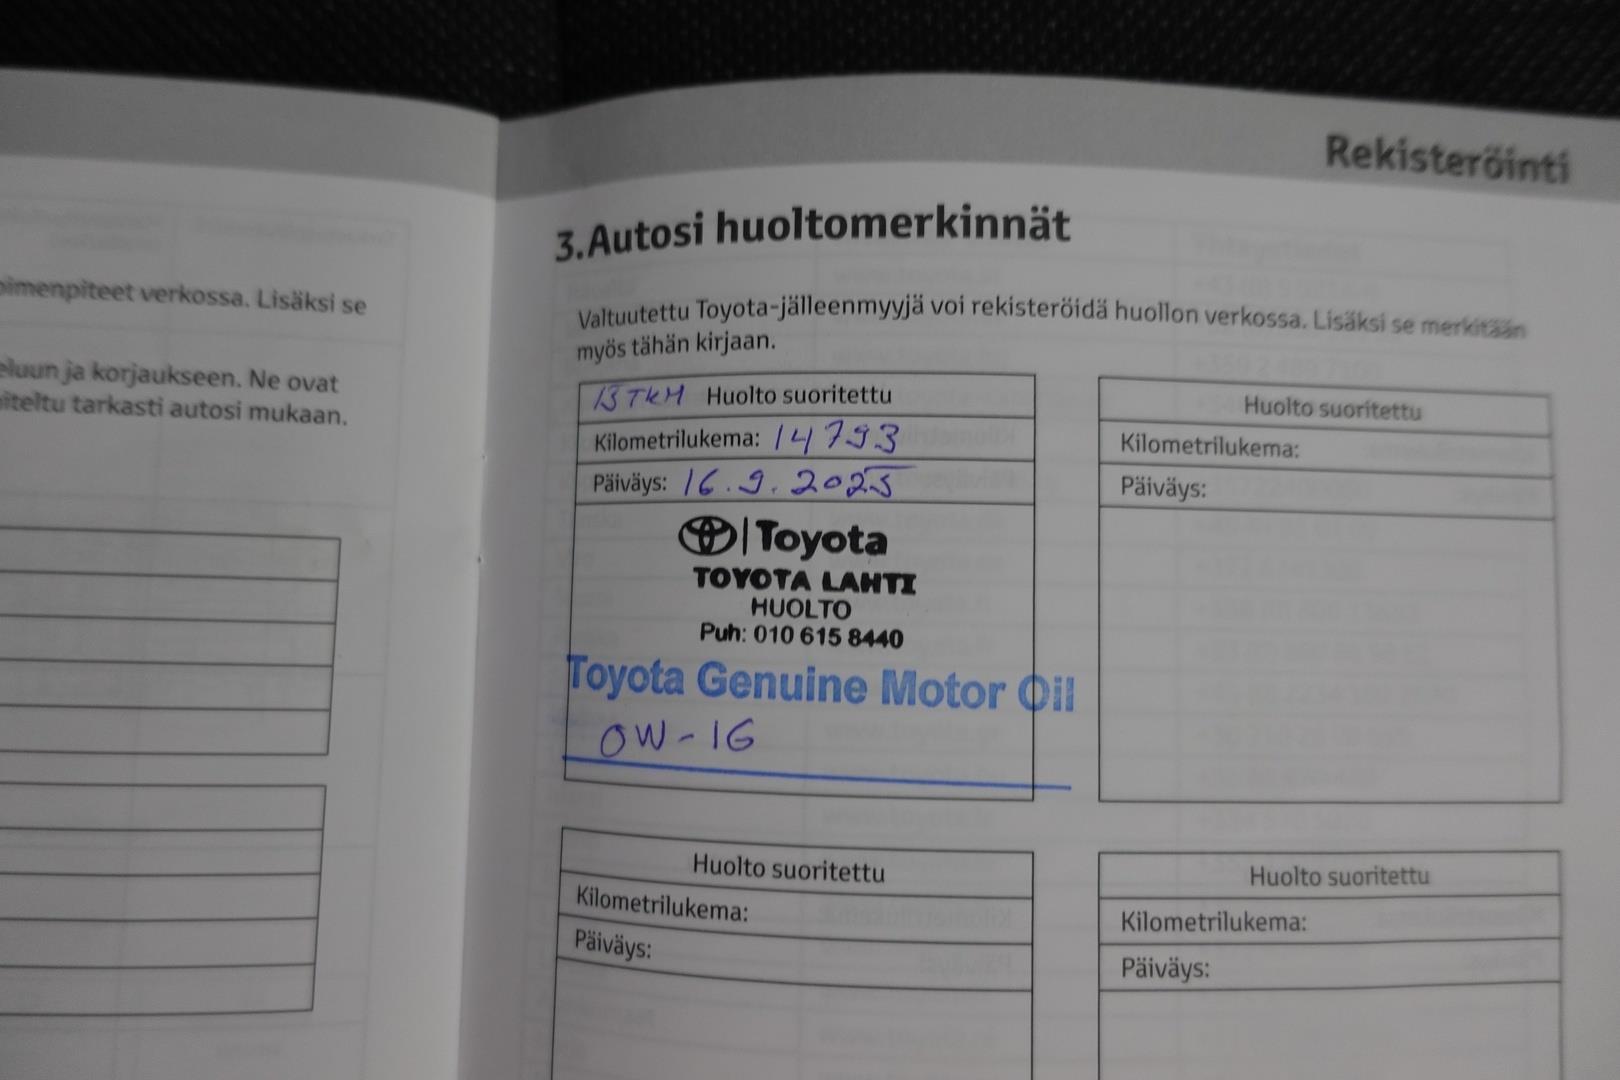 Rekisteröinti
3.Autosi huoltomerkinnät
Valtuutettu Toyota-jälleenmyyjä voi rekisteröidä huollon verkossa. Lisäksi se merkitään
myös tähän kirjaan.
oimenpiteet verkossa. Lisäksi se
eluun ja korjaukseen. Ne ovat
niteltu tarkasti autosi mukaan.
15TKM Huolto suoritettu
Kilometrilukema: 14793
Päiväys: 16.9.2025
Toyota
TOYOTA LAHTI
HUOLTO
Puh: 010 615 8440
Toyota Genuine Motor Oil
0W-16
Huolto suoritettu
Kilometrilukema:
Päiväys:
Huolto suoritettu
Kilometrilukema:
Päiväys:
Huolto suoritettu
Kilometrilukema:
Päiväys: